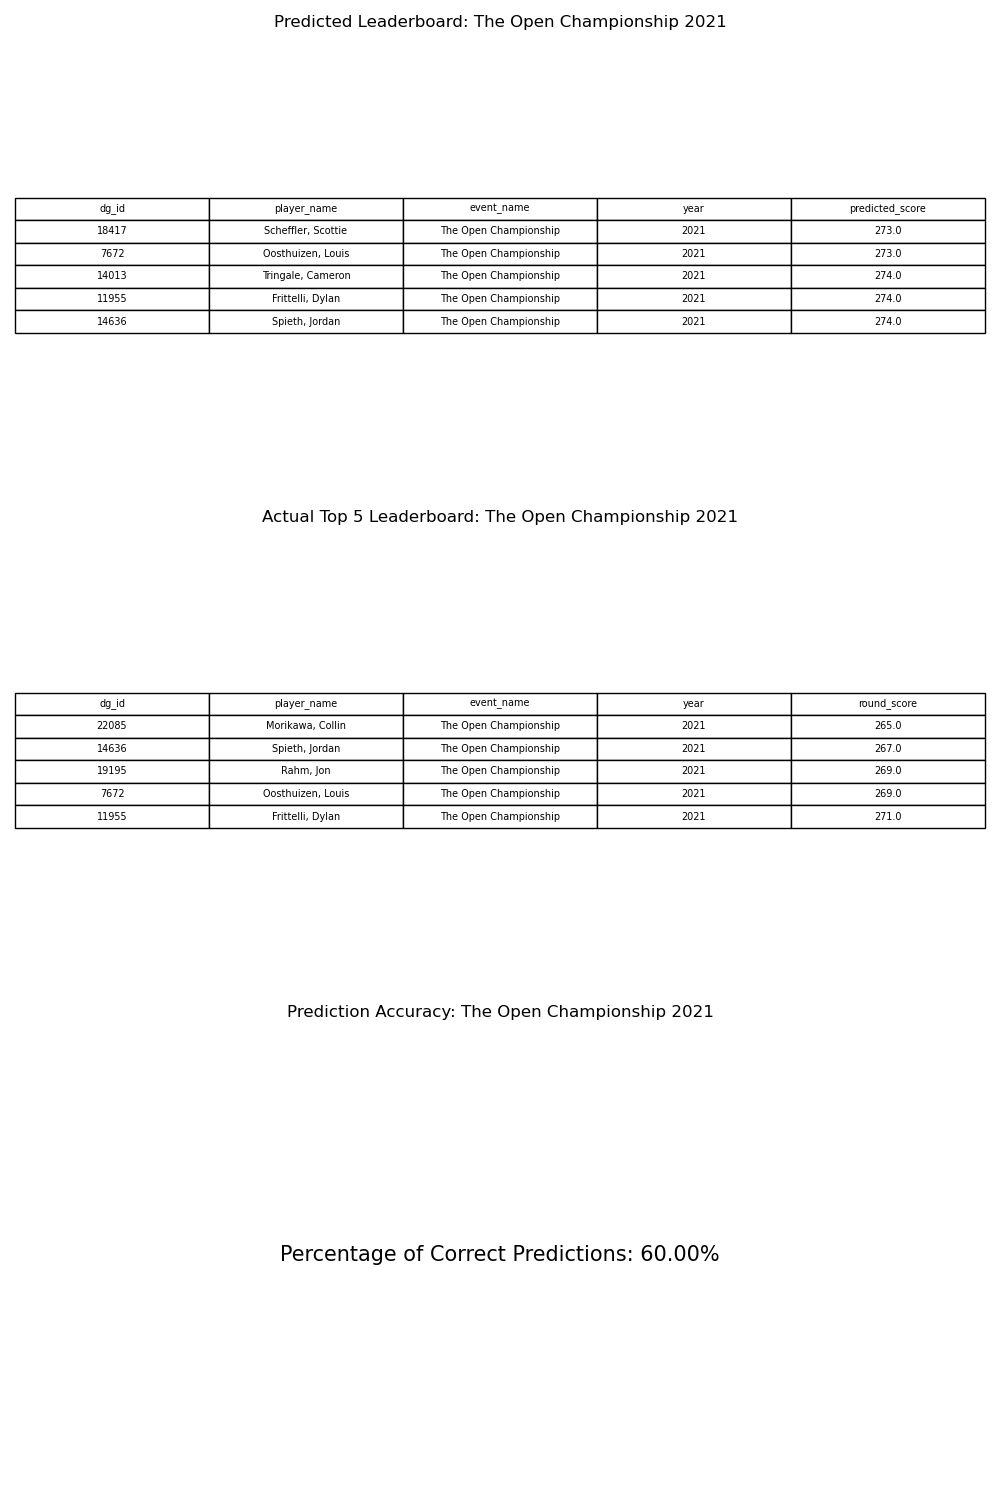 Predicted Leaderboard: The Open Championship 2021
dg_id player_name event_name year predicted_score
18417 Scheffler, Scottie The Open Championship 2021 273.0
7672 Oosthuizen, Louis The Open Championship 2021 273.0
14013 Tringale, Cameron The Open Championship 2021 274.0
11955 Frittelli, Dylan The Open Championship 2021 274.0
14636 Spieth, Jordan The Open Championship 2021 274.0
Actual Top 5 Leaderboard: The Open Championship 2021
dg_id player_name event_name year round_score
22085 Morikawa, Collin The Open Championship 2021 265.0
14636 Spieth, Jordan The Open Championship 2021 267.0
19195 Rahm, Jon The Open Championship 2021 269.0
7672 Oosthuizen, Louis The Open Championship 2021 269.0
11955 Frittelli, Dylan The Open Championship 2021 271.0
Prediction Accuracy: The Open Championship 2021
Percentage of Correct Predictions: 60.00%